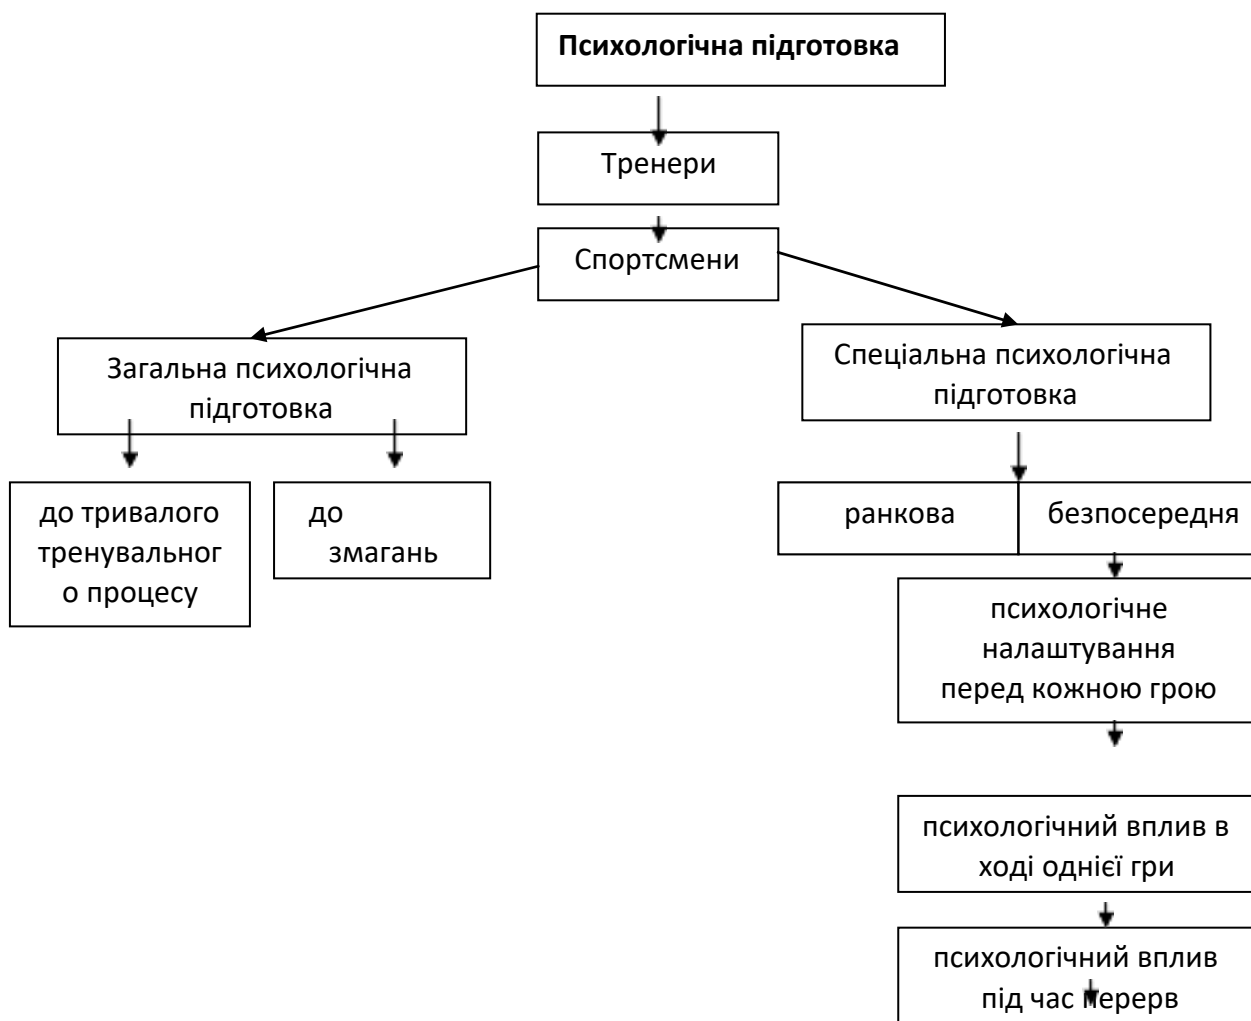 Психологічна підготовка
Тренери
Спортсмени
Загальна психологічна
підготовка
Спеціальна психологічна
підготовка
до тривалого
тренувальног
о процесу
до
змагань
ранкова
безпосередня
психологічне
налаштування
перед кожною грою
психологічний вплив в
ході однієї гри
психологічний вплив
під час перерв